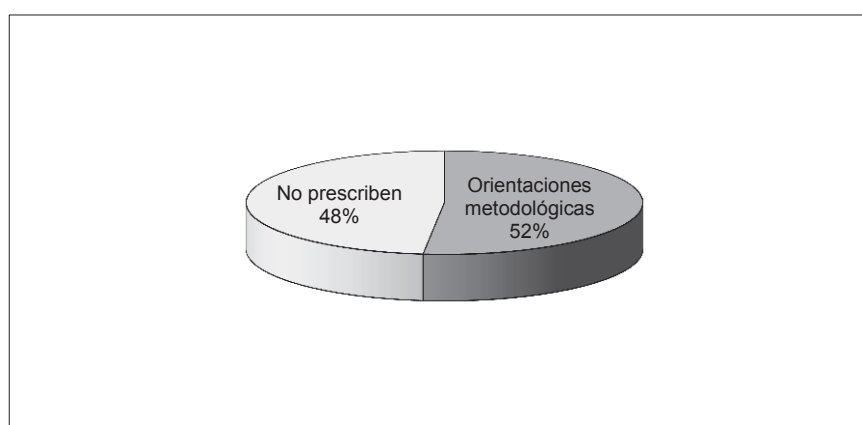 No prescriben
48%
Orientaciones
metodológicas
52%